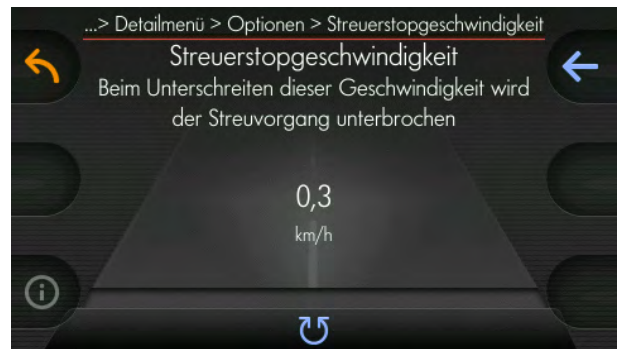 ...> Detailmenü > Optionen > Streuerstopgeschwindigkeit
Streuerstopgeschwindigkeit
Beim Unterschreiten dieser Geschwindigkeit wird
der Streuvorgang unterbrochen
0,3
km/h